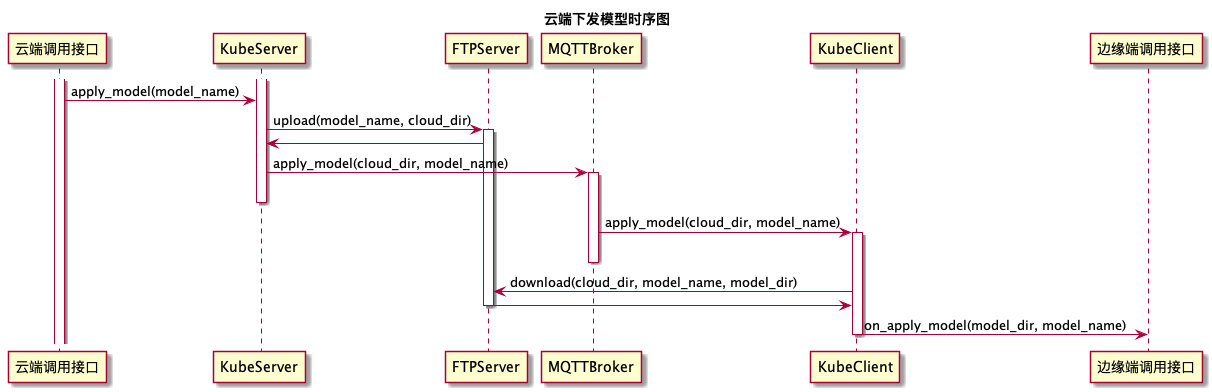 云端下发模型时序图
云端调用接口
KubeServer
FTPServer
MQTTBroker
KubeClient
边缘端调用接口
apply_model(model_name)
upload(model_name, cloud_dir)
apply_model(cloud_dir, model_name)
apply_model(cloud_dir, model_name)
download(cloud_dir, model_name, model_dir)
on_apply_model(model_dir, model_name)
云端调用接口
KubeServer
FTPServer
MQTTBroker
KubeClient
边缘端调用接口